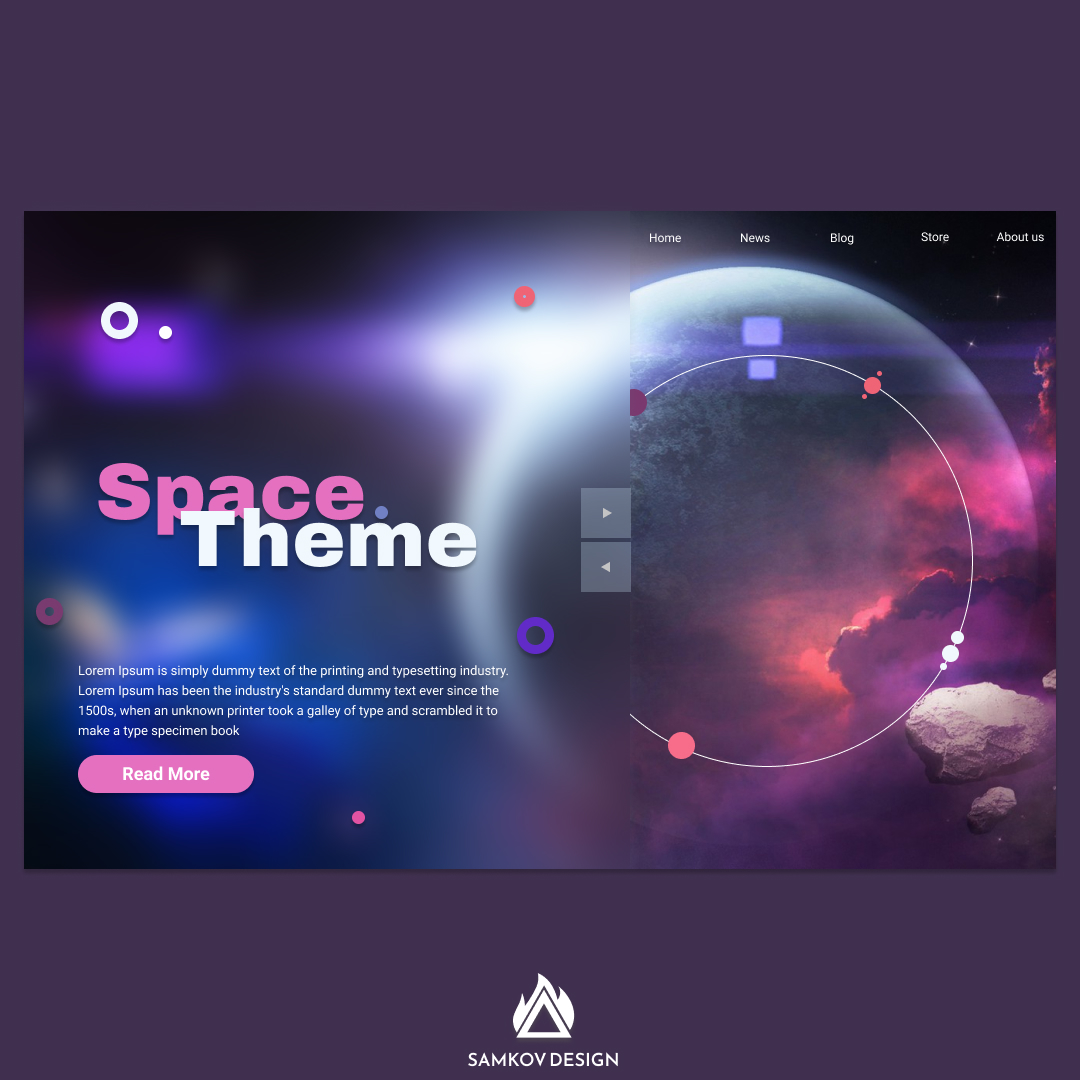 Home News Blog Store About us
Space
Theme
Lorem Ipsum is simply dummy text of the printing and typesetting industry.
Lorem Ipsum has been the industry's standard dummy text ever since the
1500s, when an unknown printer took a galley of type and scrambled it to
make a type specimen book
Read More
SAMKOV DESIGN